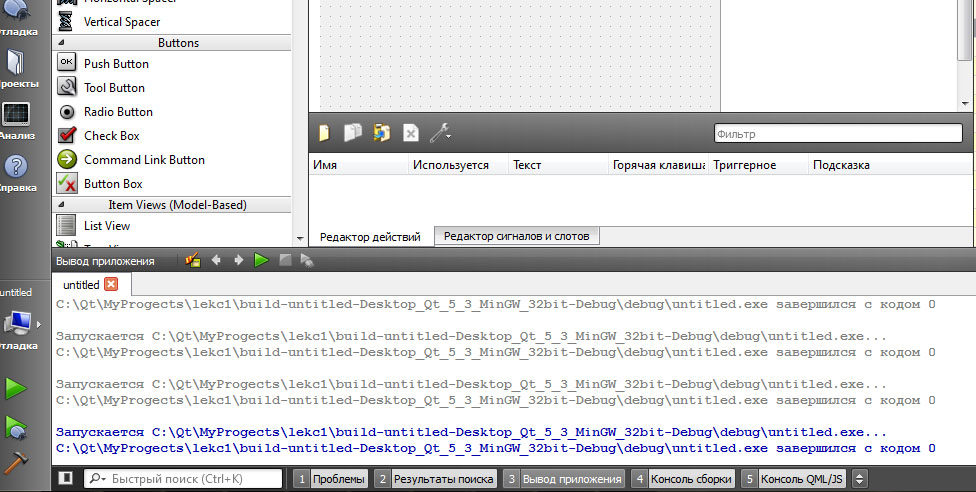 Vertical Spacer
Buttons
Push Button
Tool Button
Radio Button
Check Box
Command Link Button
Button Box
Item Views (Model-Based)
List View
Проекты
Анализ
Справка
Фильтр
Имя Используется Текст Горячая клавиша Триггерное Подсказка
Редактор действий Редактор сигналов и слотов
Вывод приложения
untitled
untitled
C:\Qt\MyProgects\lekc1\build-untitled-Desktop_Qt_5_3_MinGW_32bit-Debug\debug\untitled.exe завершился с кодом 0
Запускается C:\Qt\MyProgects\lekc1\build-untitled-Desktop_Qt_5_3_MinGW_32bit-Debug\debug\untitled.exe...
C:\Qt\MyProgects\lekc1\build-untitled-Desktop_Qt_5_3_MinGW_32bit-Debug\debug\untitled.exe завершился с кодом 0
Запускается C:\Qt\MyProgects\lekc1\build-untitled-Desktop_Qt_5_3_MinGW_32bit-Debug\debug\untitled.exe...
C:\Qt\MyProgects\lekc1\build-untitled-Desktop_Qt_5_3_MinGW_32bit-Debug\debug\untitled.exe завершился с кодом 0
Запускается C:\Qt\MyProgects\lekc1\build-untitled-Desktop_Qt_5_3_MinGW_32bit-Debug\debug\untitled.exe...
C:\Qt\MyProgects\lekc1\build-untitled-Desktop_Qt_5_3_MinGW_32bit-Debug\debug\untitled.exe завершился с кодом 0
Быстрый поиск (Ctrl+K) 1 Проблемы 2 Результаты поиска 3 Вывод приложения 4 Консоль сборки 5 Консоль QML/JS